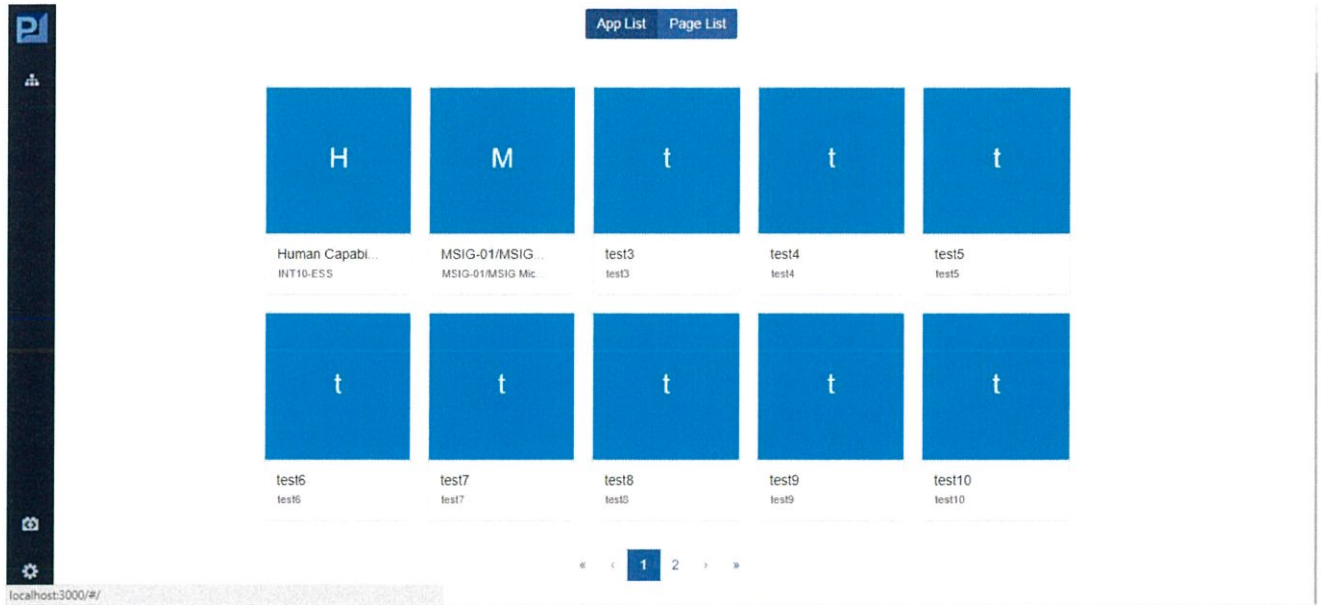 App List Page List
H M t t t
Human Capabi... MSIG-01/MSIG... test3 test4 test5
INT10-ESS MSIG-01/MSIG Mic... test3 test4 test5
t t t t t
test6 test7 test8 test9 test10
test6 test7 test8 test9 test10
« ‹ 1 2 › »
localhost:3000/#/